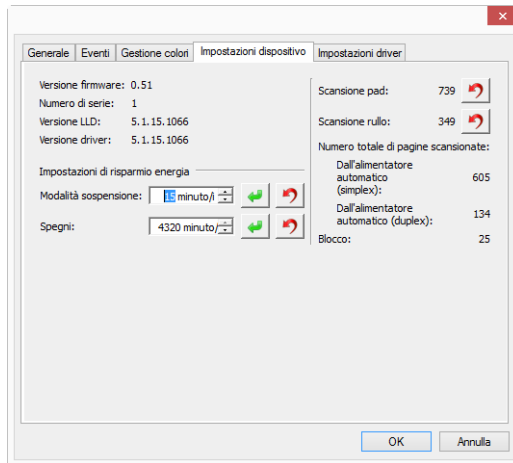 Generale Eventi Gestione colori Impostazioni dispositivo Impostazioni driver
Versione firmware: 0.51
Numero di serie: 1
Versione LLD: 5.1.15.1066
Versione driver: 5.1.15.1066
Impostazioni di risparmio energia
Modalità sospensione: 15 minuto/i
Spegni: 4320 minuto/
Scansione pad: 739
Scansione rullo: 349
Numero totale di pagine scansionate:
Dall'alimentatore
automatico
(simplex): 605
Dall'alimentatore
automatico (duplex): 134
Blocco: 25
OK Annulla